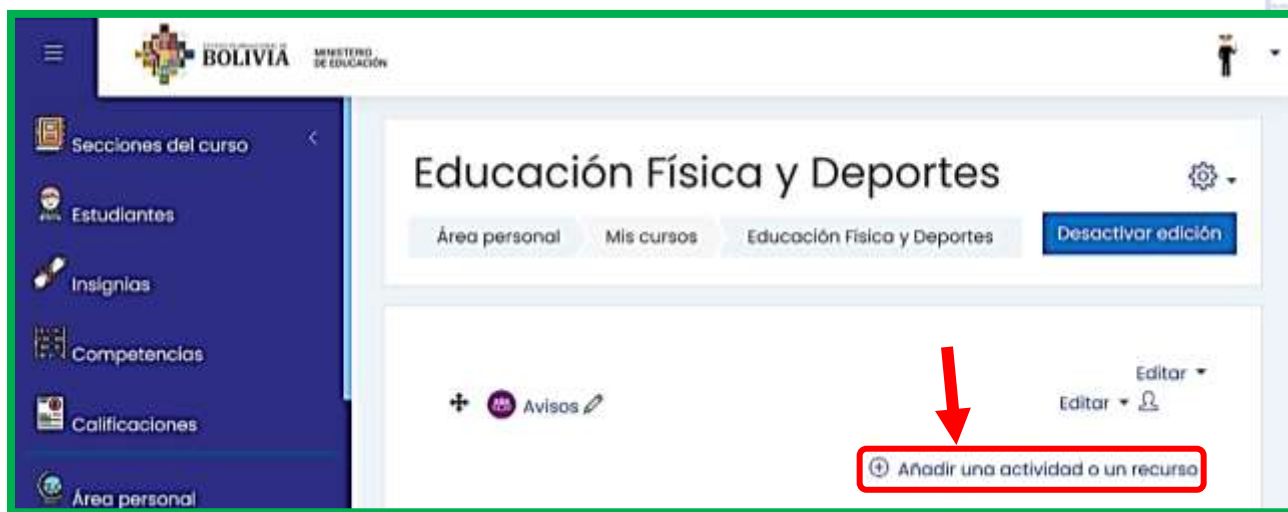 BOLIVIA
MINISTERIO
DE EDUCACIÓN
Secciones del curso
Estudiantes
Insignias
Competencias
Calificaciones
Área personal
Educación Física y Deportes
Área personal
Mis cursos
Educación Física y Deportes
Desactivar edición
Editar
Avisos
Editar
Añadir una actividad o un recurso